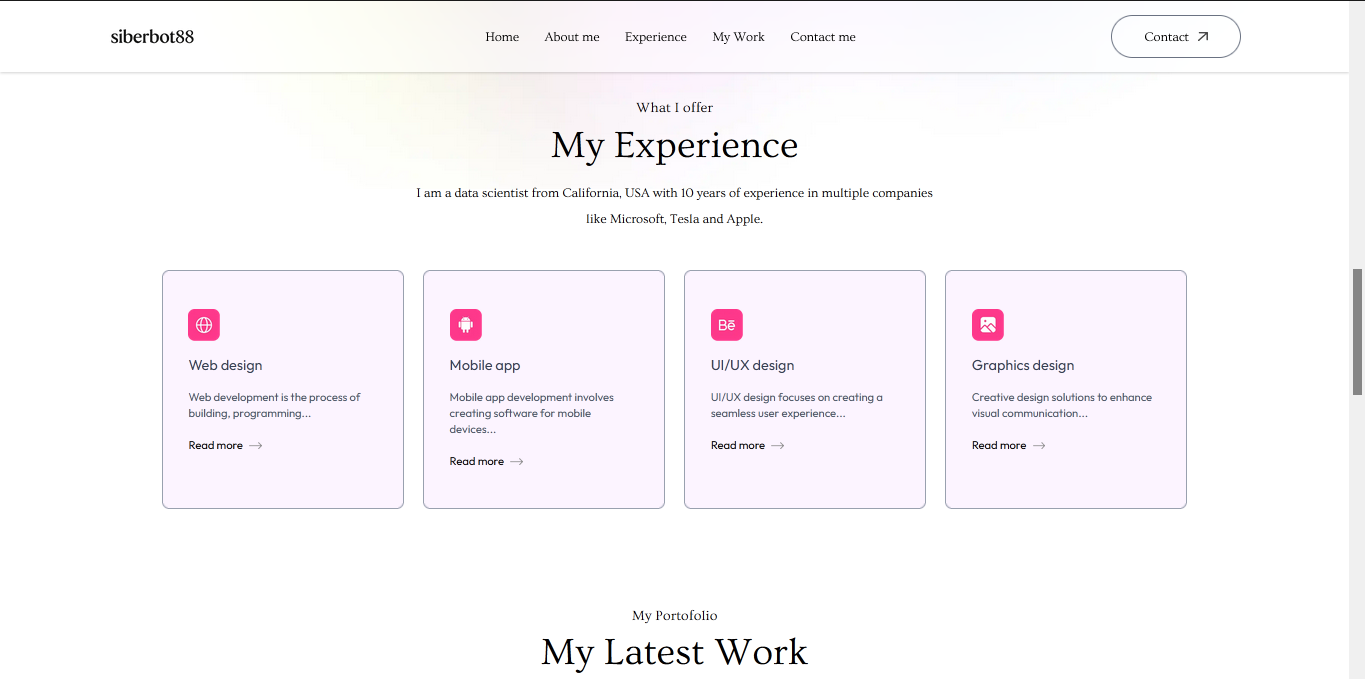 siberbot88
Home About me Experience My Work Contact me
Contact
What I offer
My Experience
I am a data scientist from California, USA with 10 years of experience in multiple companies
like Microsoft, Tesla and Apple.
Web design
Web development is the process of
building, programming...
Read more
Mobile app
Mobile app development involves
creating software for mobile
devices...
Read more
Bē
UI/UX design
UI/UX design focuses on creating a
seamless user experience...
Read more
Graphics design
Creative design solutions to enhance
visual communication...
Read more
My Portofolio
My Latest Work